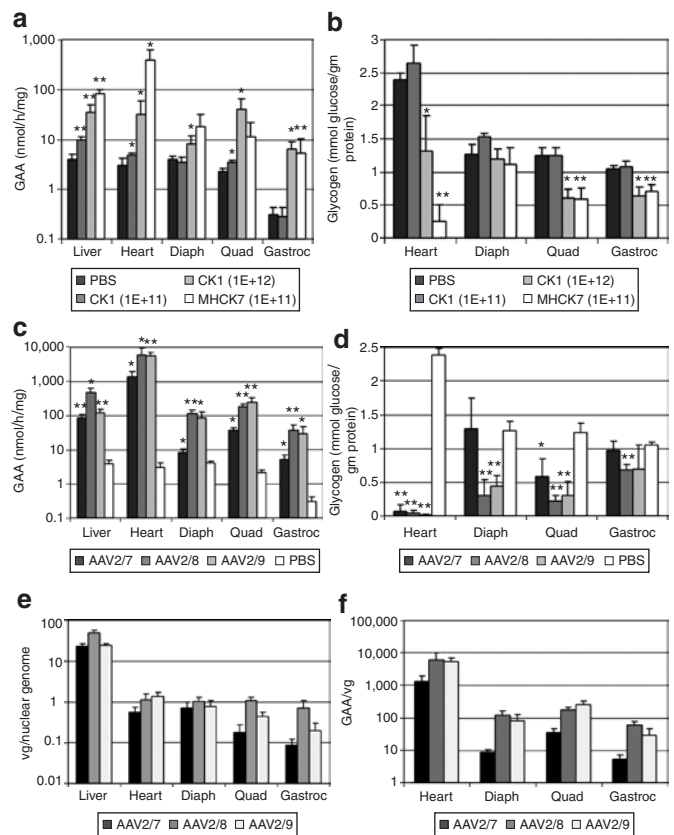 a
1,000
100
10
1
0.1
GAA (nmol/h/mg)
** ** ** ** * * * * * * * *
Liver Heart Diaph Quad Gastroc
PBS CK1 (1E+12)
CK1 (1E+11) MHCK7 (1E+11)
b
3
2.5
2
1.5
1
0.5
0
Glycogen (mmol glucose/gm
protein)
* ** * ** * **
Heart Diaph Quad Gastroc
PBS CK1 (1E+12)
CK1 (1E+11) MHCK7 (1E+11)
c
10,000
1,000
100
10
1
0.1
GAA (nmol/h/mg)
** * ** * * ** * ** * * ** ** * ** *
Liver Heart Diaph Quad Gastroc
AAV2/7 AAV2/8 AAV2/9 PBS
d
2.5
2
1.5
1
0.5
0
Glycogen (mmol glucose/
gm protein)
** ** ** ** ** * ** ** **
Heart Diaph Quad Gastroc
AAV2/7 AAV2/8 AAV2/9 PBS
e
100
10
1
0.1
0.01
vg/nuclear genome
Liver Heart Diaph Quad Gastroc
AAV2/7 AAV2/8 AAV2/9
f
100,000
10,000
1,000
100
10
1
GAA/vg
Heart Diaph Quad Gastroc
AAV2/7 AAV2/8 AAV2/9